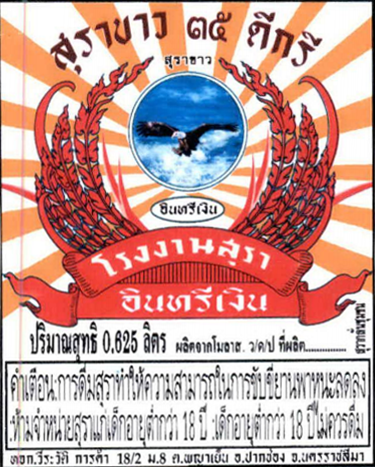 สุราขาว ๓๕ ดีกรี
สุราขาว
อินทรีเงิน
โรงงานสุรา
อินทรีเงิน
ปริมาณสุทธิ 0.625 ลิตร ผลิตจากโมลาส. ว/ด/ป ที่ผลิต..............
คำเตือน:การดื่มสุราทำให้ความสามารถในการขับขี่ยานพาหนะลดลง
:ห้ามจำหน่ายสุราแก่เด็กอายุต่ำกว่า 18 ปี :เด็กอายุต่ำกว่า 18 ปีไม่ควรดื่ม
หจก.วีระวัติ การค้า 18/2 ม.8 ต.พญาเย็น อ.ปากช่อง จ.นครราชสีมา